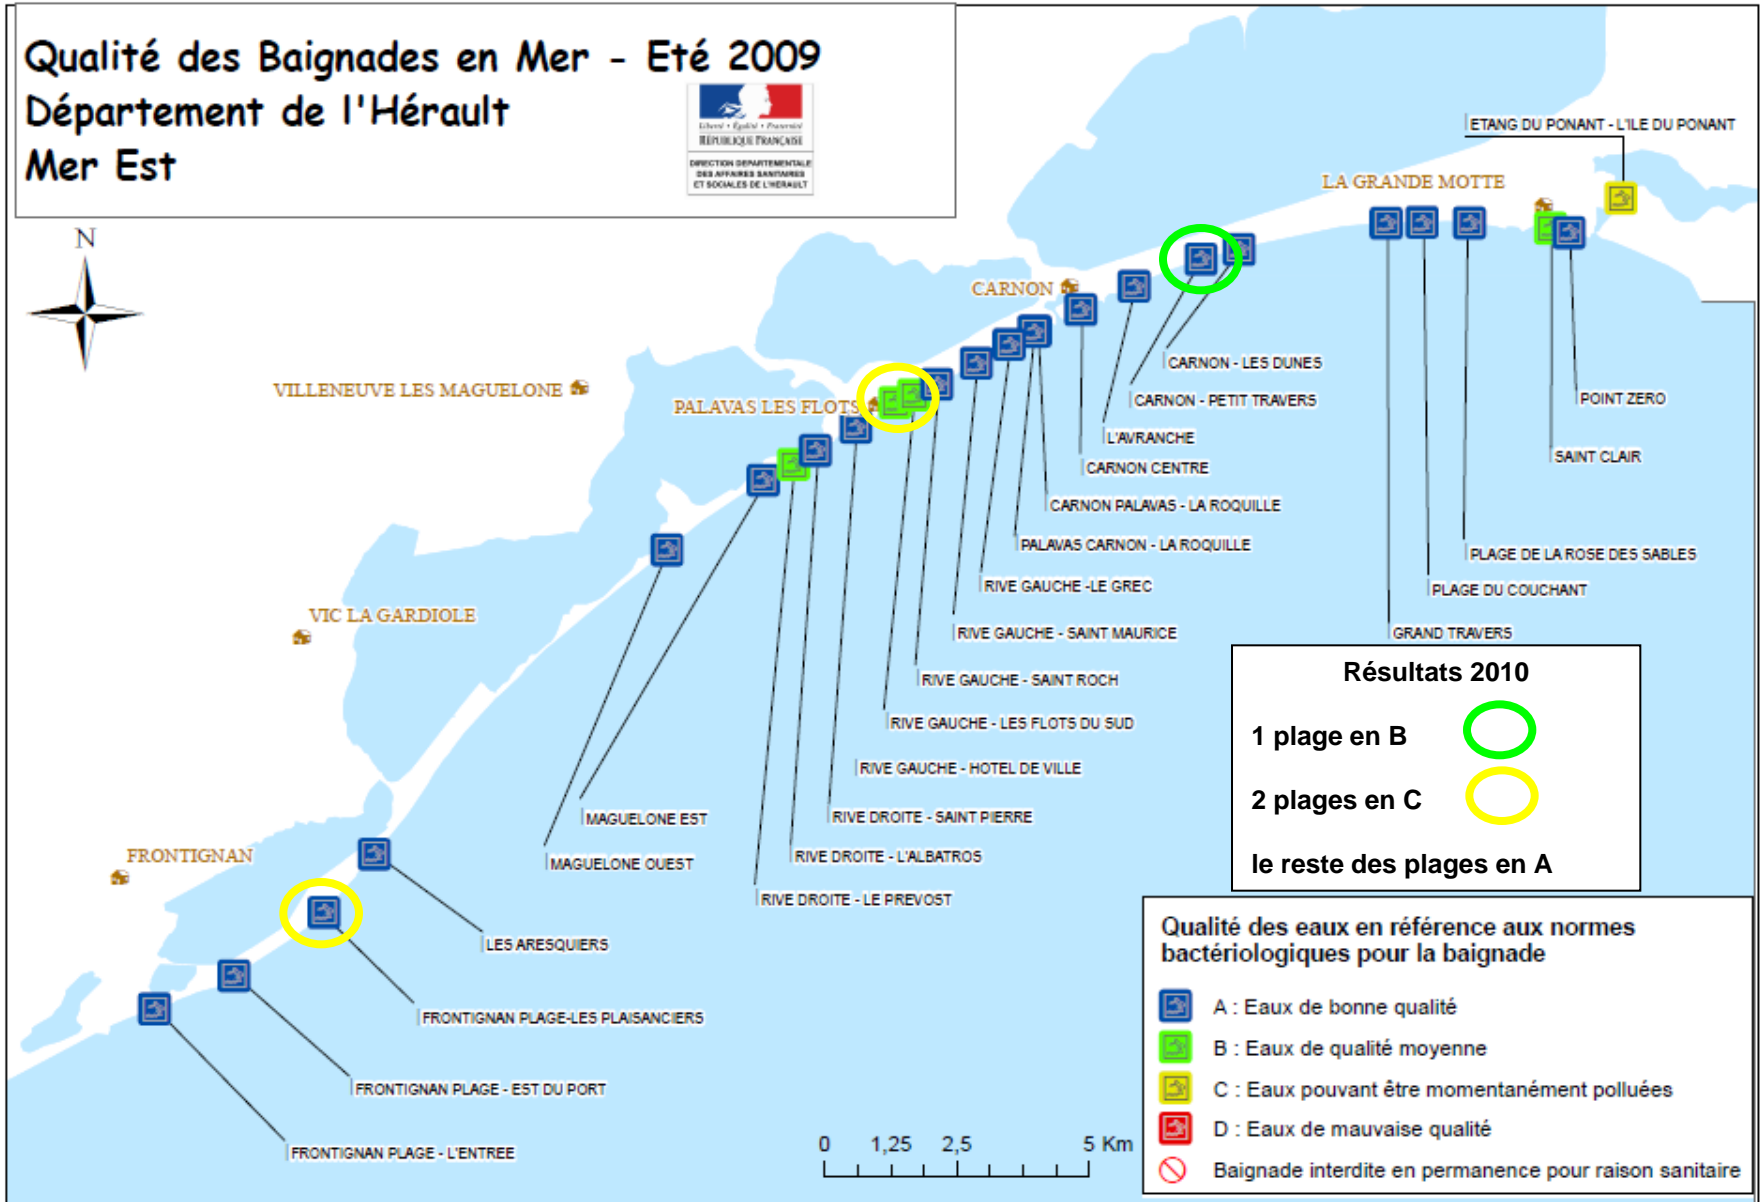 Qualité des Baignades en Mer - Eté 2009
Département de l'Hérault
Mer Est
Liberté • Égalité • Fraternité
RÉPUBLIQUE FRANÇAISE
DIRECTION DEPARTEMENTALE
DES AFFAIRES SANITAIRES
ET SOCIALES DE L'HERAULT
N
ETANG DU PONANT - L'ILE DU PONANT
LA GRANDE MOTTE
CARNON
VILLENEUVE LES MAGUELONE
PALAVAS LES FLOTS
VIC LA GARDIOLE
FRONTIGNAN
CARNON - LES DUNES
CARNON - PETIT TRAVERS
POINT ZERO
L'AVRANCHE
SAINT CLAIR
CARNON CENTRE
CARNON PALAVAS - LA ROQUILLE
PALAVAS CARNON - LA ROQUILLE
PLAGE DE LA ROSE DES SABLES
RIVE GAUCHE -LE GREC
PLAGE DU COUCHANT
RIVE GAUCHE - SAINT MAURICE
GRAND TRAVERS
RIVE GAUCHE - SAINT ROCH
RIVE GAUCHE - LES FLOTS DU SUD
RIVE GAUCHE - HOTEL DE VILLE
MAGUELONE EST
RIVE DROITE - SAINT PIERRE
MAGUELONE OUEST
RIVE DROITE - L'ALBATROS
RIVE DROITE - LE PREVOST
LES ARESQUIERS
FRONTIGNAN PLAGE-LES PLAISANCIERS
FRONTIGNAN PLAGE - EST DU PORT
FRONTIGNAN PLAGE - L'ENTREE
Résultats 2010
1 plage en B
2 plages en C
le reste des plages en A
Qualité des eaux en référence aux normes
bactériologiques pour la baignade
A : Eaux de bonne qualité
B : Eaux de qualité moyenne
C : Eaux pouvant être momentanément polluées
D : Eaux de mauvaise qualité
Baignade interdite en permanence pour raison sanitaire
0 1,25 2,5 5 Km